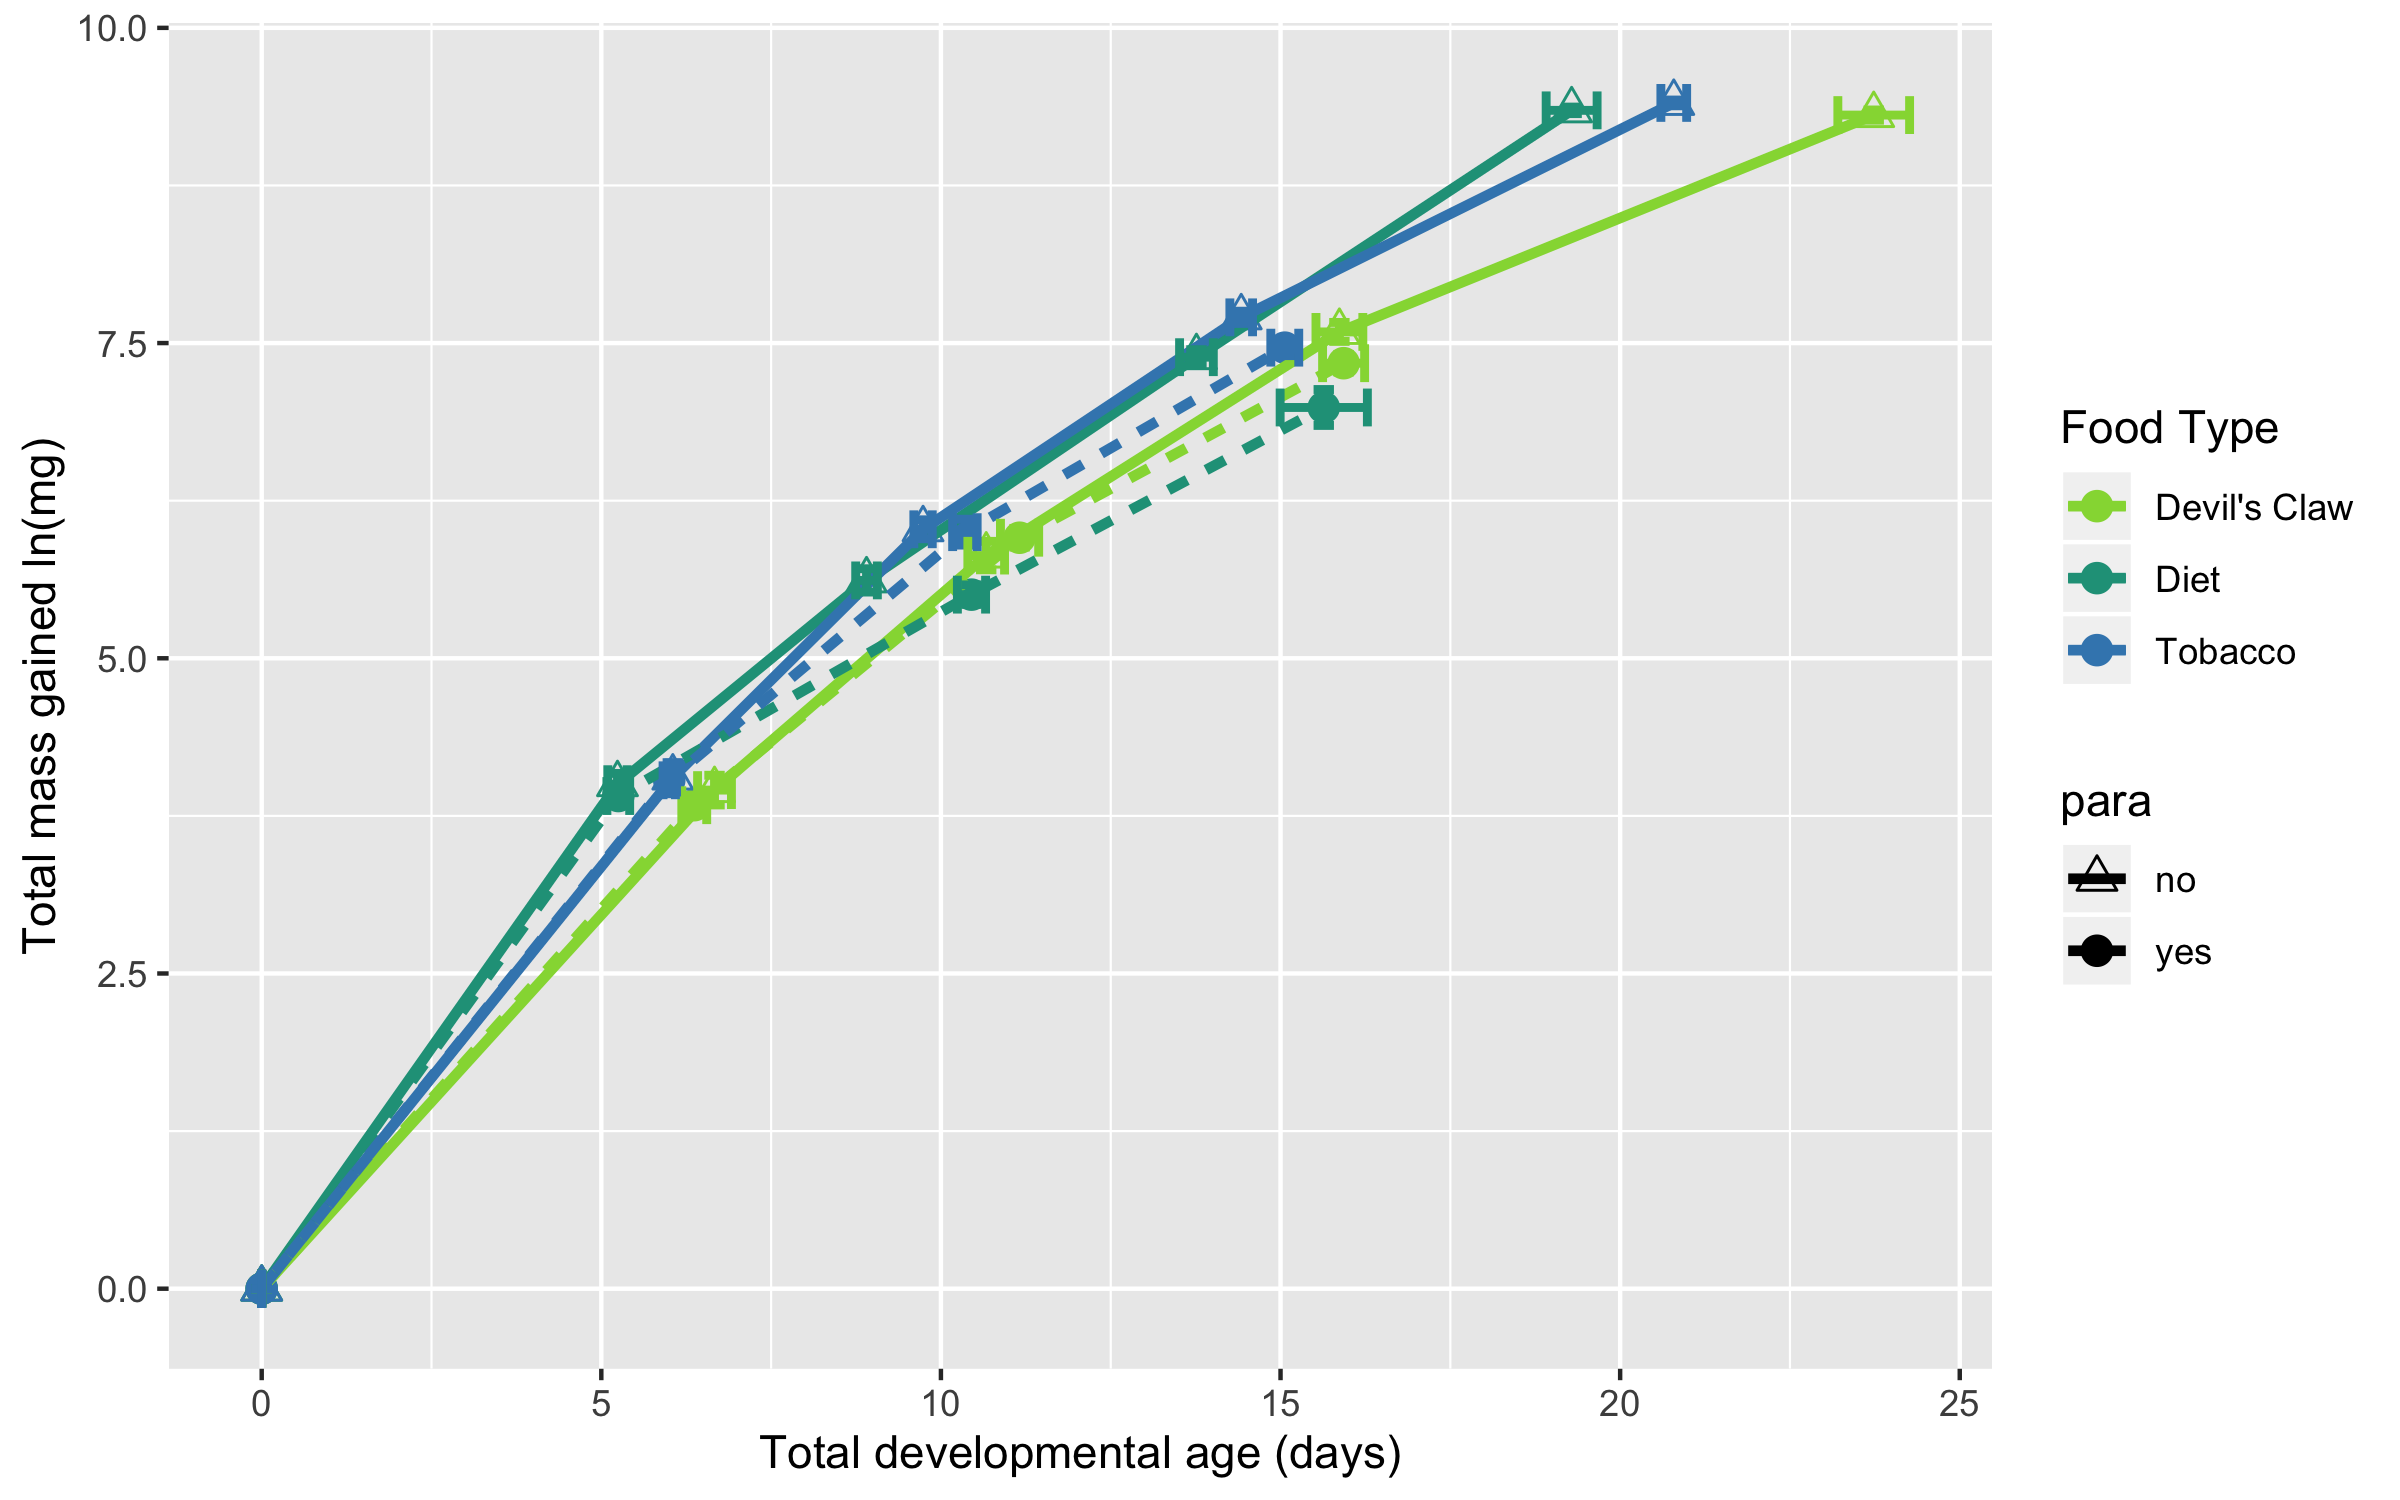 10.0
7.5
5.0
2.5
0.0
Total mass gained ln(mg)
0
5
10
15
20
25
Total developmental age (days)
Food Type
Devil's Claw
Diet
Tobacco
para
no
yes